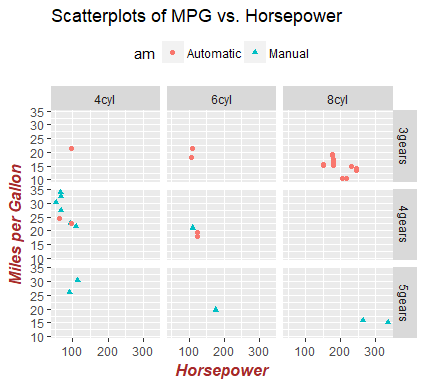 Scatterplots of MPG vs. Horsepower
am Automatic Manual
4cyl 6cyl 8cyl
35
30
25
20
15
10
3gears
35
30
25
20
15
10
4gears
35
30
25
20
15
10
5gears
Miles per Gallon
100 200 300 100 200 300 100 200 300
Horsepower